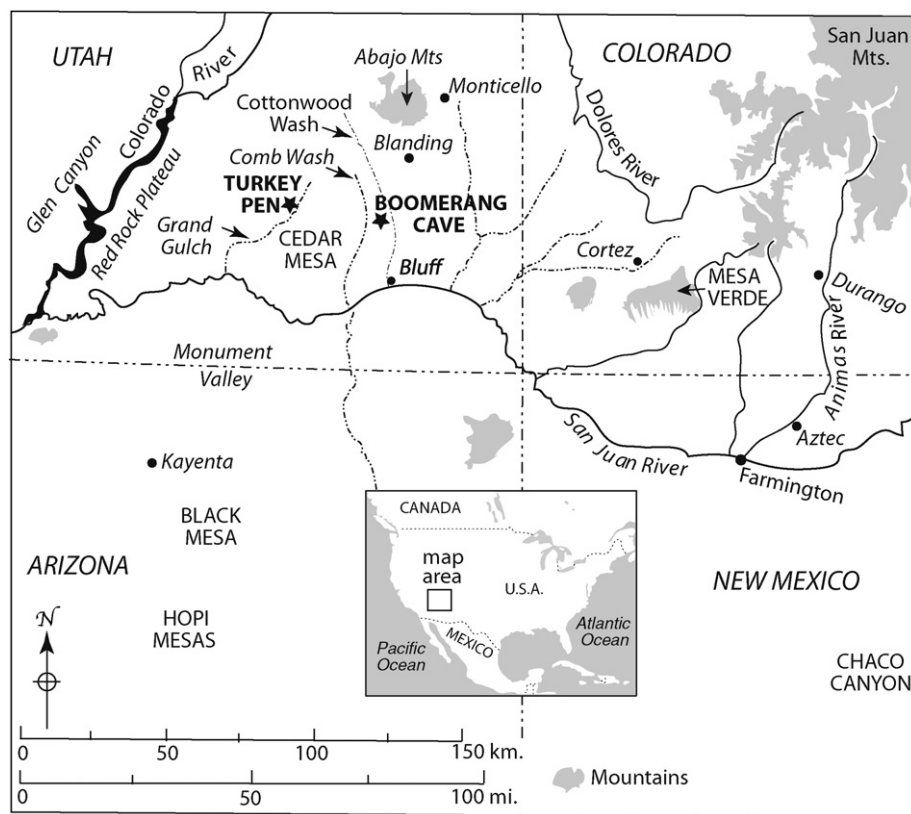 UTAH
Colorado
River
Glen Canyon
Red Rock Plateau
Abajo Mts
Monticello
Cottonwood
Wash
Blanding
Comb Wash
TURKEY
PEN
BOOMERANG
CAVE
Grand
Gulch
CEDAR
MESA
Bluff
COLORADO
San Juan
Mts.
Dolores River
Cortez
MESA
VERDE
Durango
Animas River
Monument
Valley
San Juan River
Aztec
Farmington
Kayenta
BLACK
MESA
ARIZONA
HOPI
MESAS
N
CANADA
map
area
U.S.A.
MEXICO
Pacific
Ocean
Atlantic
Ocean
NEW MEXICO
CHACO
CANYON
0 50 100 150 km.
0 50 100 mi.
Mountains